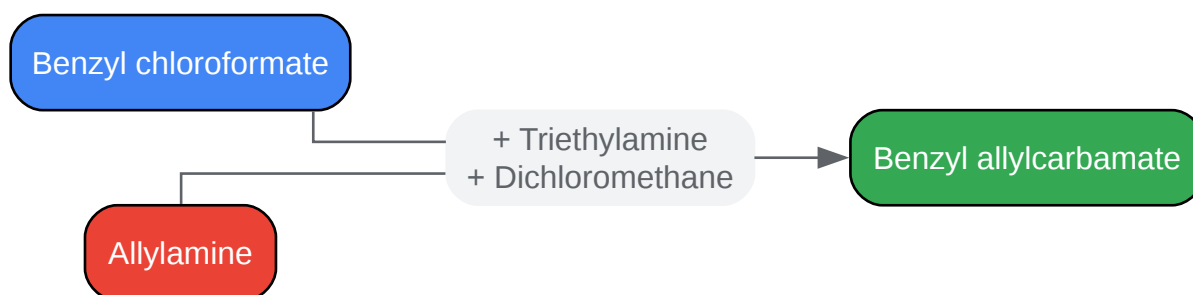 Benzyl chloroformate
+ Triethylamine
+ Dichloromethane
Benzyl allylcarbamate
Allylamine